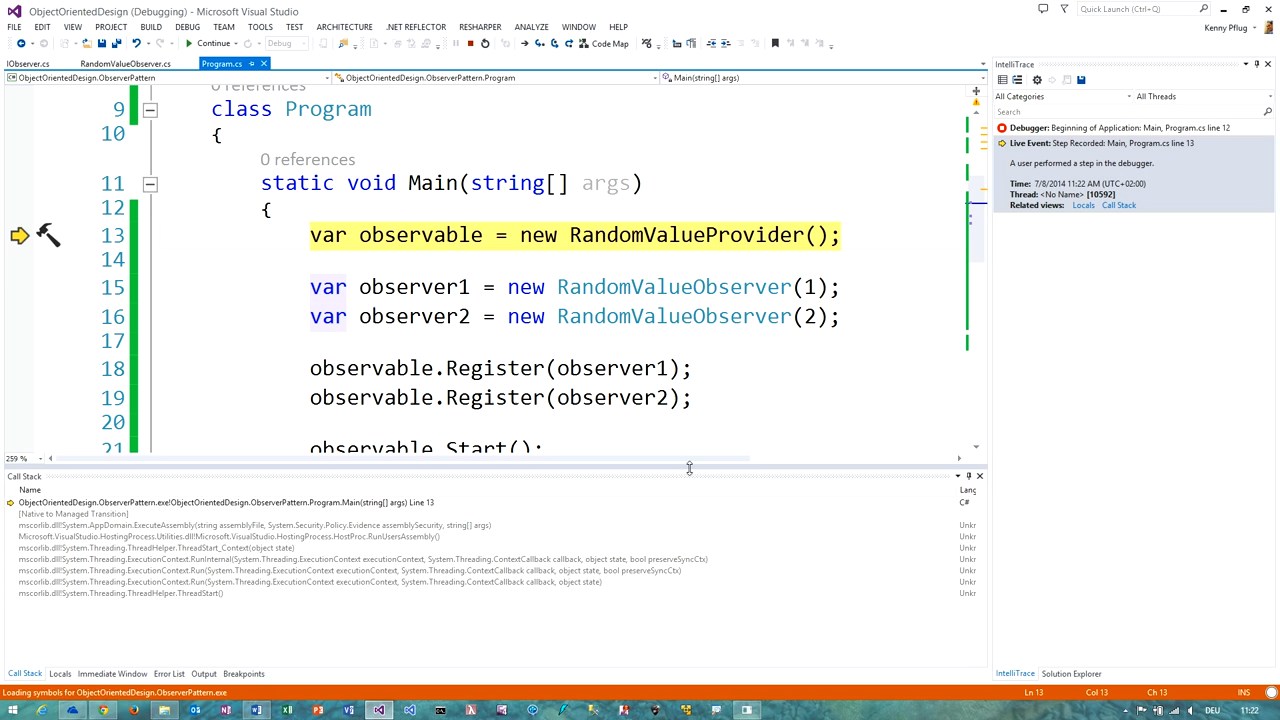 ObjectOrientedDesign (Debugging) - Microsoft Visual Studio
Quick Launch (Ctrl+Q)
FILE EDIT VIEW PROJECT BUILD DEBUG TEAM TOOLS TEST ARCHITECTURE .NET REFLECTOR RESHARPER ANALYZE WINDOW HELP
Kenny Pflug
Continue Debug Code Map
IObserver.cs RandomValueObserver.cs Program.cs
ObjectOrientedDesign.ObserverPattern ObjectOrientedDesign.ObserverPattern.Program Main(string[] args)
0 references
9 class Program
10 {
0 references
11 static void Main(string[] args)
12 {
13 var observable = new RandomValueProvider();
14
15 var observer1 = new RandomValueObserver(1);
16 var observer2 = new RandomValueObserver(2);
17
18 observable.Register(observer1);
19 observable.Register(observer2);
20
21 observable.Start();
259 %
IntelliTrace
All Categories All Threads
Search
Debugger: Beginning of Application: Main, Program.cs line 12
Live Event: Step Recorded: Main, Program.cs line 13
A user performed a step in the debugger.
Time: 7/8/2014 11:22 AM (UTC+02:00)
Thread: <No Name> [10592]
Related views: Locals Call Stack
Call Stack
Name Lang
ObjectOrientedDesign.ObserverPattern.exe!ObjectOrientedDesign.ObserverPattern.Program.Main(string[] args) Line 13 C#
[Native to Managed Transition]
mscorlib.dll!System.AppDomain.ExecuteAssembly(string assemblyFile, System.Security.Policy.Evidence assemblySecurity, string[] args) Unkr
Microsoft.VisualStudio.HostingProcess.Utilities.dll!Microsoft.VisualStudio.HostingProcess.HostProc.RunUsersAssembly() Unkr
mscorlib.dll!System.Threading.ThreadHelper.ThreadStart_Context(object state) Unkr
mscorlib.dll!System.Threading.ExecutionContext.RunInternal(System.Threading.ExecutionContext executionContext, System.Threading.ContextCallback callback, object state, bool preserveSyncCtx) Unkr
mscorlib.dll!System.Threading.ExecutionContext.Run(System.Threading.ExecutionContext executionContext, System.Threading.ContextCallback callback, object state, bool preserveSyncCtx) Unkr
mscorlib.dll!System.Threading.ExecutionContext.Run(System.Threading.ExecutionContext executionContext, System.Threading.ContextCallback callback, object state) Unkr
mscorlib.dll!System.Threading.ThreadHelper.ThreadStart() Unkr
Call Stack Locals Immediate Window Error List Output Breakpoints
IntelliTrace Solution Explorer
Loading symbols for ObjectOrientedDesign.ObserverPattern.exe Ln 13 Col 13 Ch 13 INS
DEU 11:22